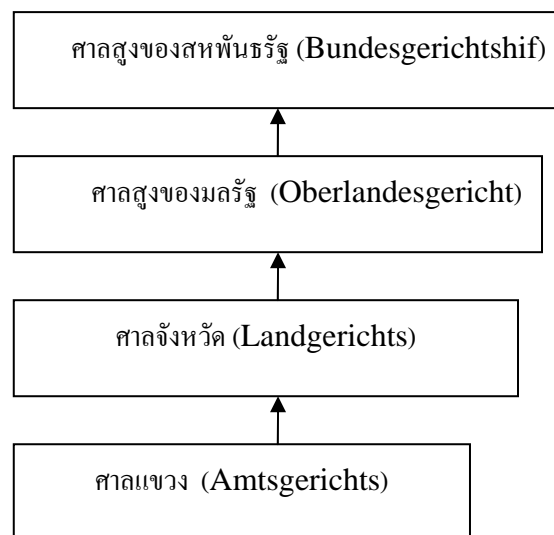 ศาลสูงของสหพันธรัฐ (Bundesgerichtshif)
ศาลสูงของมลรัฐ (Oberlandesgericht)
ศาลจังหวัด (Landgerichts)
ศาลแขวง (Amtsgerichts)